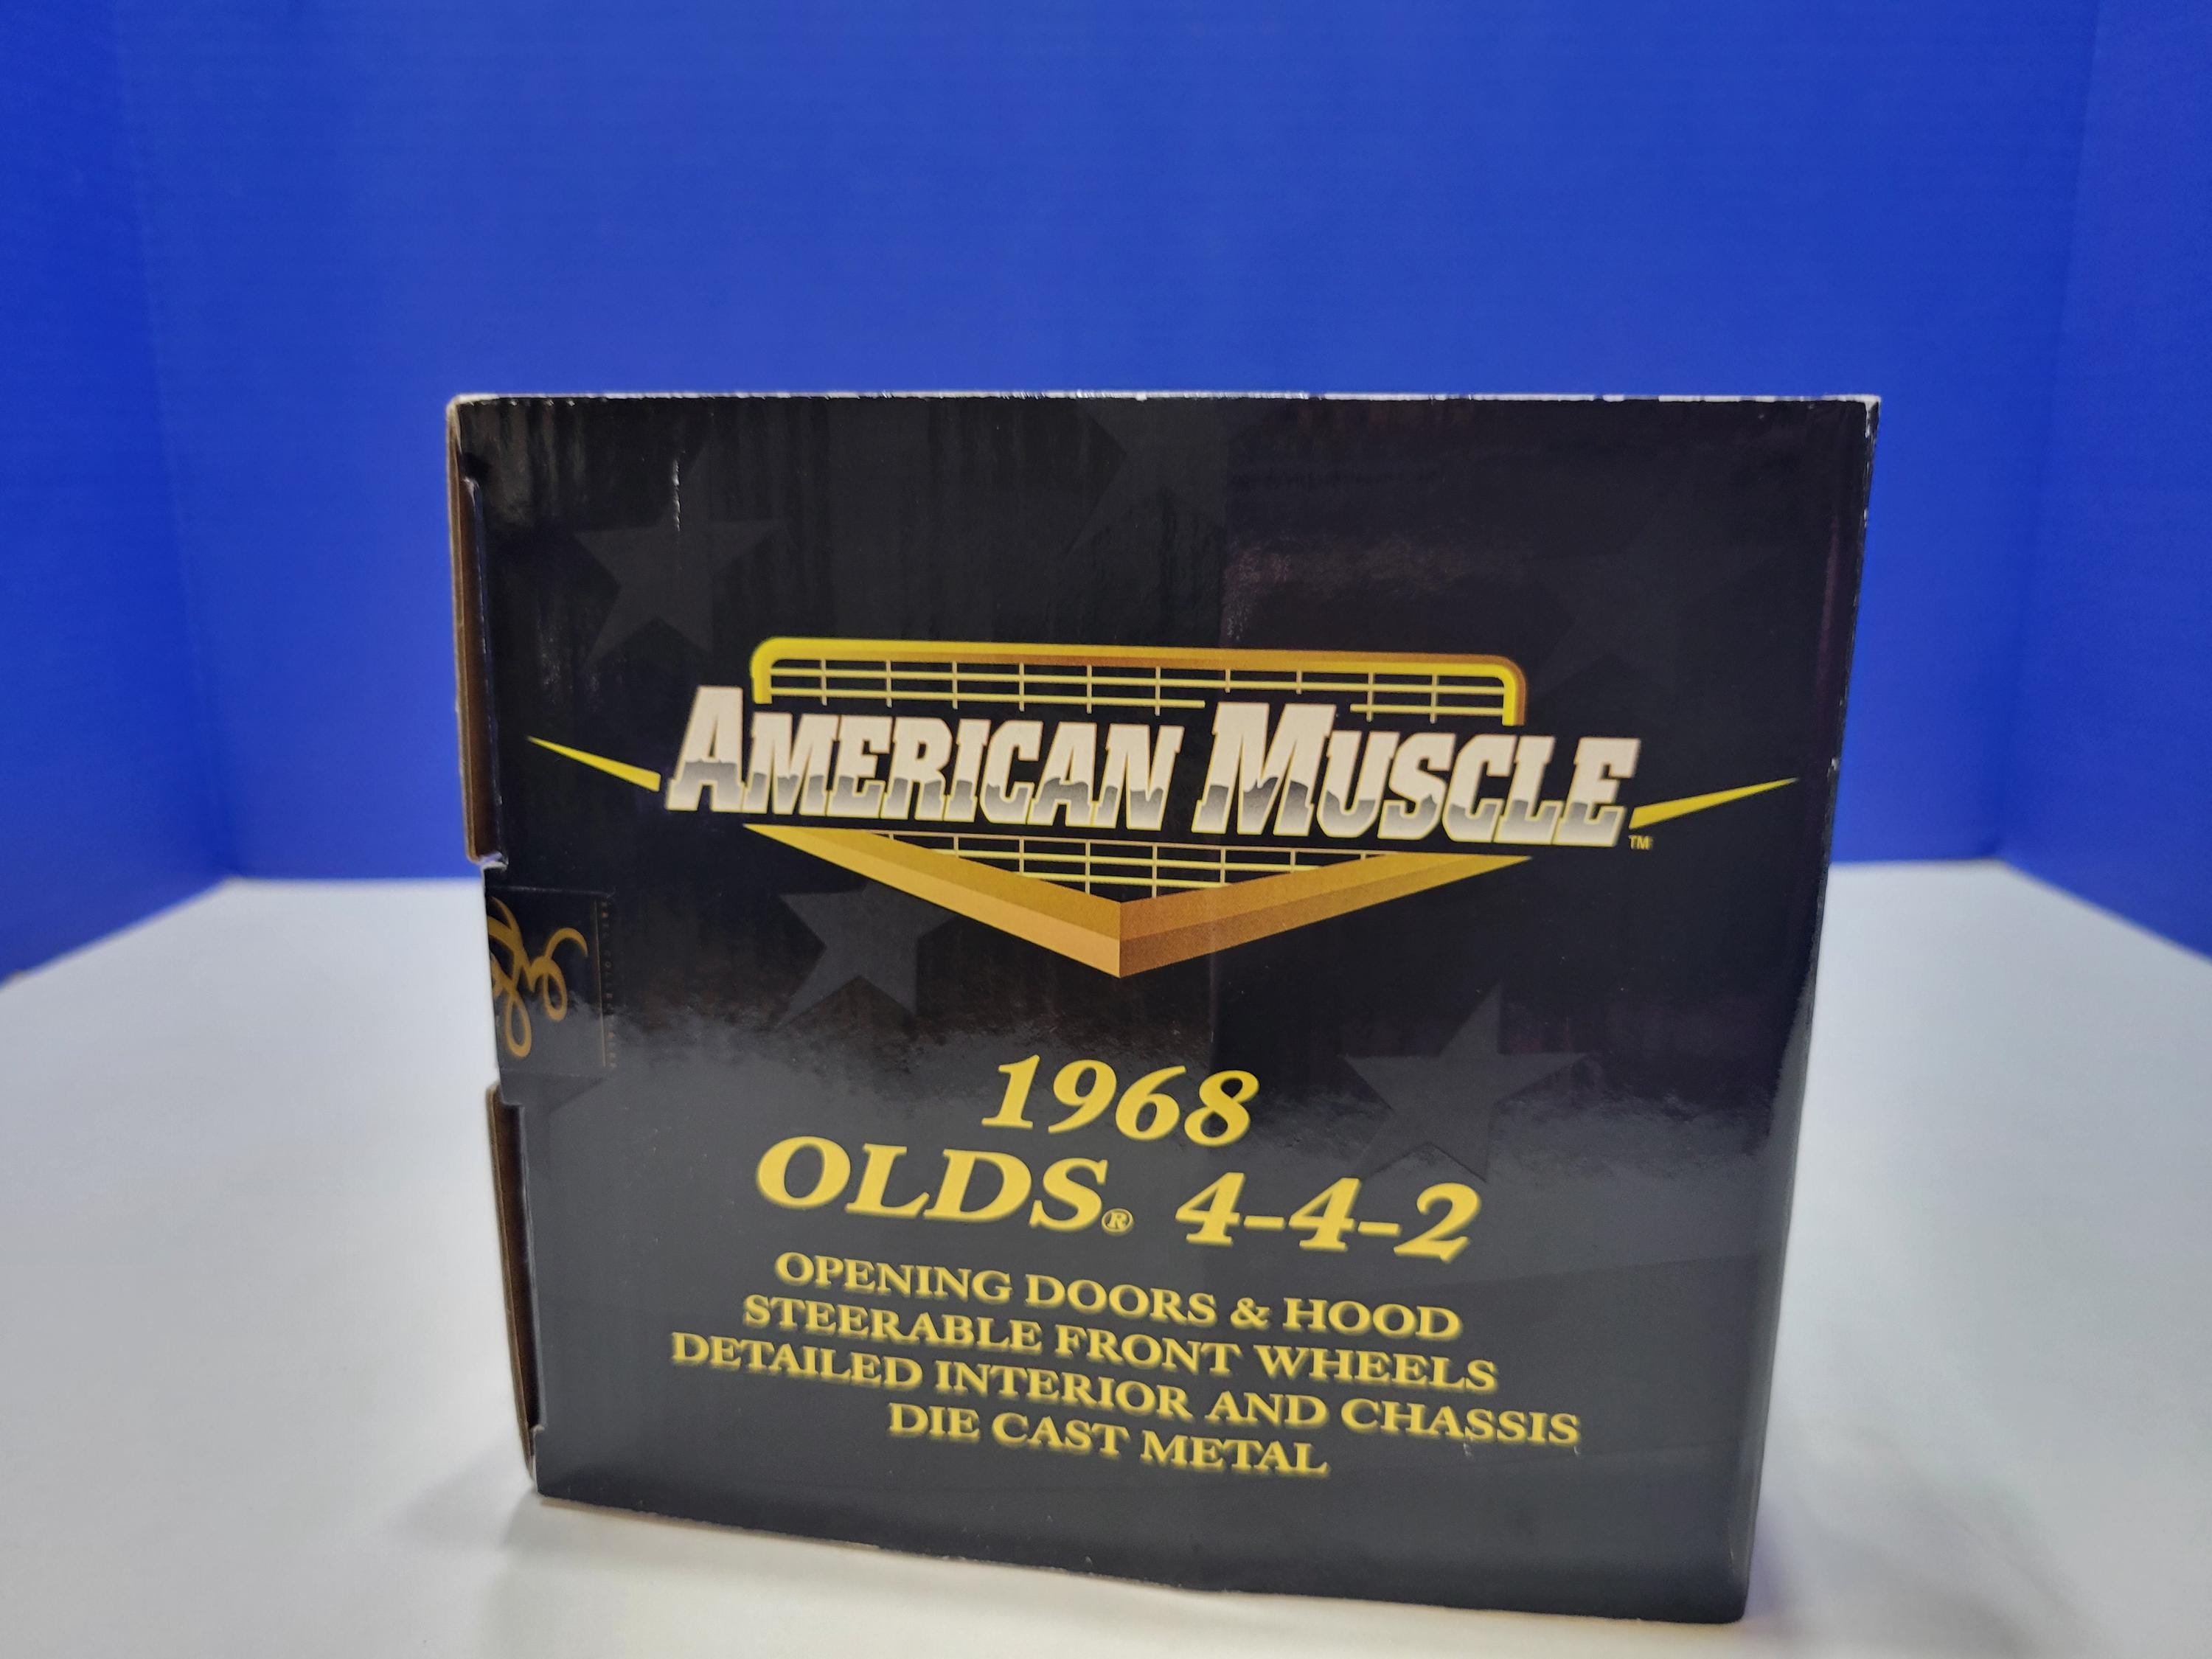 AMERICAN MUSCLE™
1968
OLDS® 4-4-2
OPENING DOORS & HOOD
STEERABLE FRONT WHEELS
DETAILED INTERIOR AND CHASSIS
DIE CAST METAL